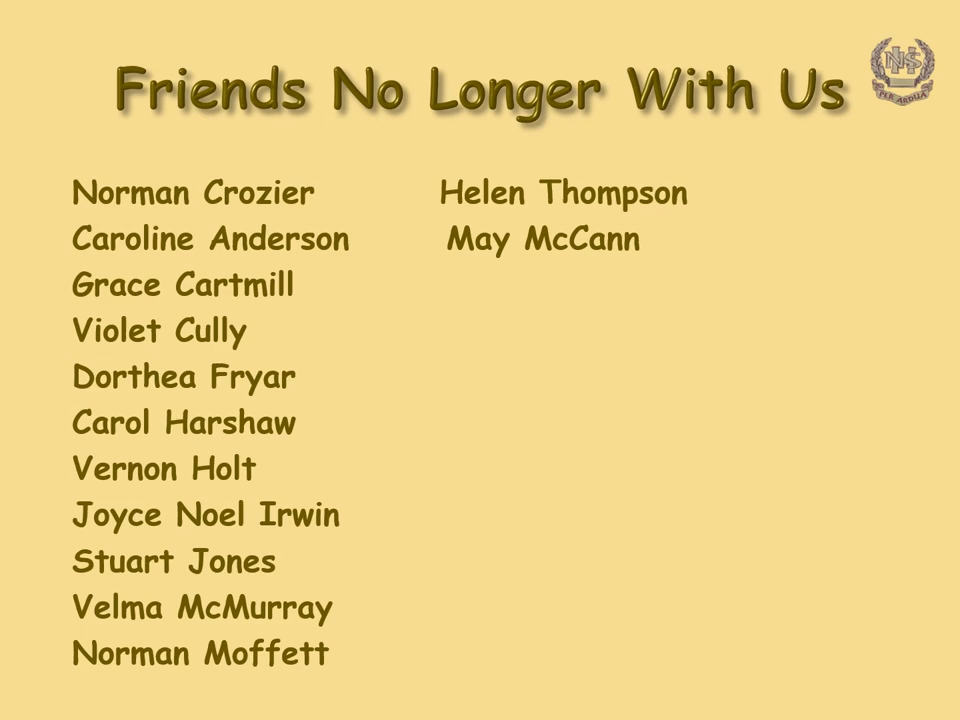 Friends No Longer With Us
NHS
PER ARDUA
Norman Crozier
Caroline Anderson
Grace Cartmill
Violet Cully
Dorthea Fryar
Carol Harshaw
Vernon Holt
Joyce Noel Irwin
Stuart Jones
Velma McMurray
Norman Moffett
Helen Thompson
May McCann